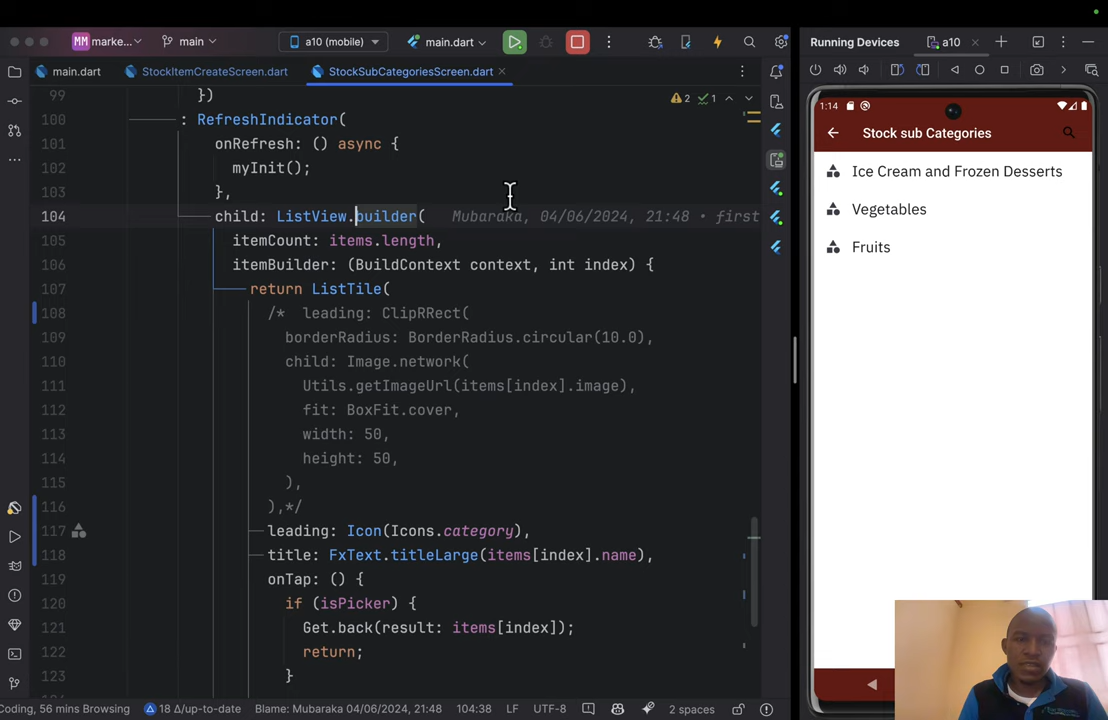 MM marke...
main
a10 (mobile)
main.dart
Running Devices
a10
main.dart
StockItemCreateScreen.dart
StockSubCategoriesScreen.dart
99 })
2 1
100 : RefreshIndicator(
101 onRefresh: () async {
102 myInit();
103 },
104 child: ListView.builder( Mubaraka, 04/06/2024, 21:48 • first
105 itemCount: items.length,
106 itemBuilder: (BuildContext context, int index) {
107 return ListTile(
108 /* leading: ClipRRect(
109 borderRadius: BorderRadius.circular(10.0),
110 child: Image.network(
111 Utils.getImageUrl(items[index].image),
112 fit: BoxFit.cover,
113 width: 50,
114 height: 50,
115 ),
116 ),*/
117 leading: Icon(Icons.category),
118 title: FxText.titleLarge(items[index].name),
119 onTap: () {
120 if (isPicker) {
121 Get.back(result: items[index]);
122 return;
123 }
Coding, 56 mins Browsing
18 Δ/up-to-date
Blame: Mubaraka 04/06/2024, 21:48
104:38
LF
UTF-8
2 spaces
1:14
Stock sub Categories
Ice Cream and Frozen Desserts
Vegetables
Fruits